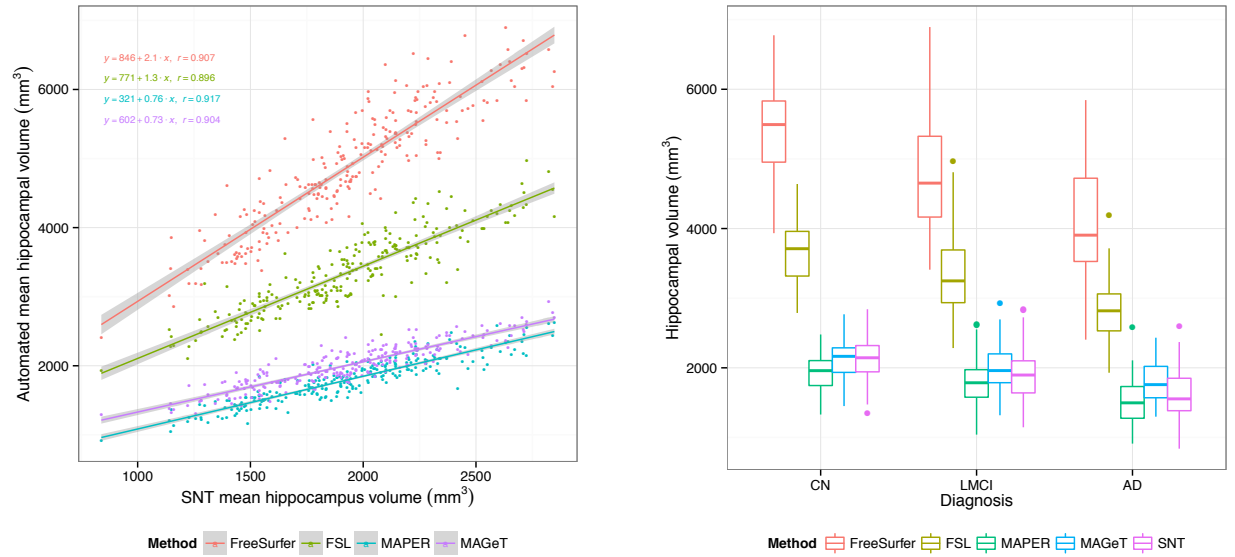 Automated mean hippocampal volume (mm³)
6000
4000
2000
y = 846 + 2.1 · x, r = 0.907
y = 771 + 1.3 · x, r = 0.896
y = 321 + 0.76 · x, r = 0.917
y = 602 + 0.73 · x, r = 0.904
1000 1500 2000 2500
SNT mean hippocampus volume (mm³)
Method FreeSurfer FSL MAPER MAGeT
Hippocampal volume (mm³)
6000
4000
2000
CN LMCI AD
Diagnosis
Method FreeSurfer FSL MAPER MAGeT SNT